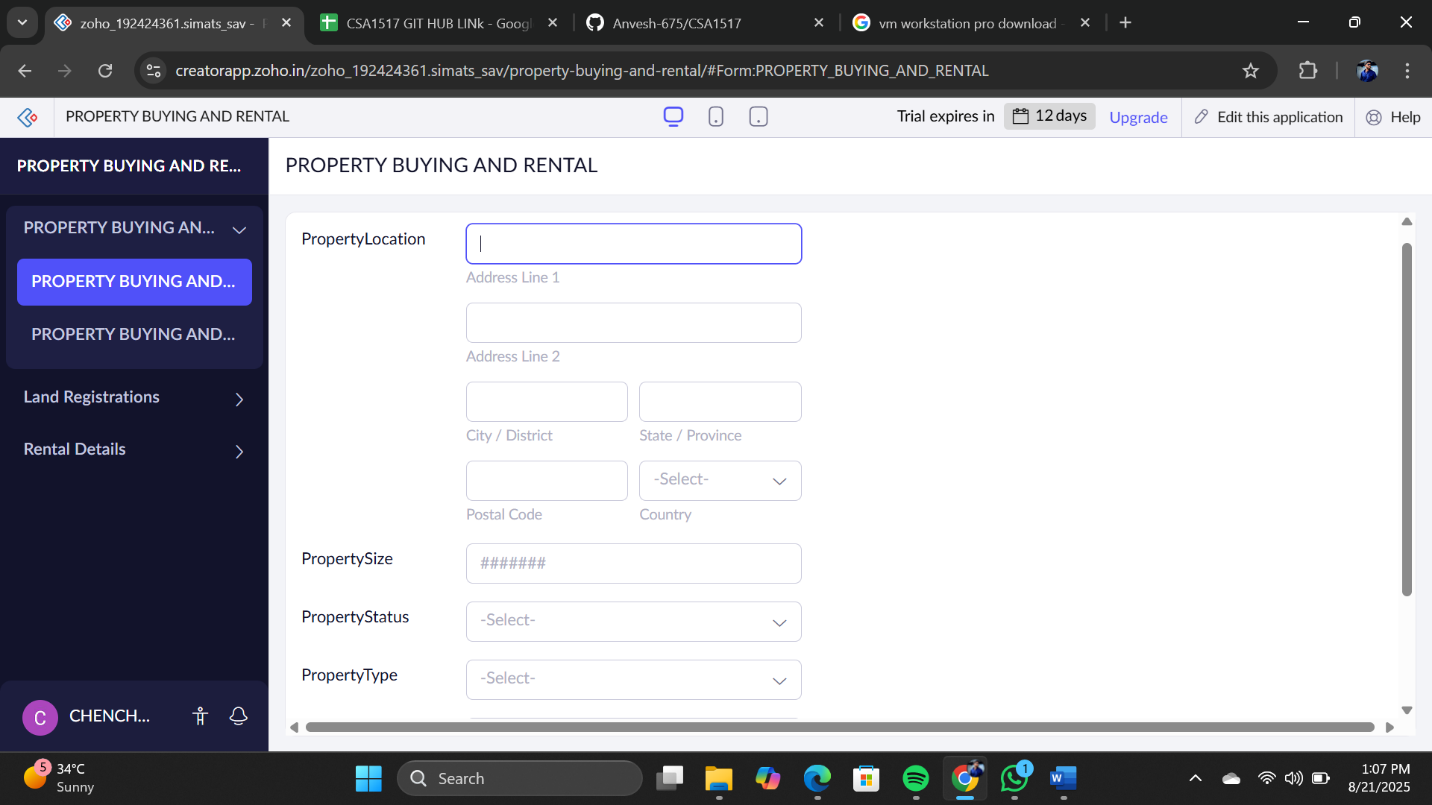 zoho_192424361.simats_sav -
CSA1517 GIT HUB LINk - Goog
Anvesh-675/CSA1517
vm workstation pro download -
creatorapp.zoho.in/zoho_192424361.simats_sav/property-buying-and-rental/#Form:PROPERTY_BUYING_AND_RENTAL
PROPERTY BUYING AND RENTAL
Trial expires in
12 days
Upgrade
Edit this application
Help
PROPERTY BUYING AND RE...
PROPERTY BUYING AND RENTAL
PROPERTY BUYING AN...
PROPERTY BUYING AND...
PROPERTY BUYING AND...
Land Registrations
Rental Details
PropertyLocation
Address Line 1
Address Line 2
City / District
State / Province
-Select-
Postal Code
Country
PropertySize
#######
PropertyStatus
-Select-
PropertyType
-Select-
C
CHENCH...
5
34°C
Sunny
Search
1
W
1:07 PM
8/21/2025